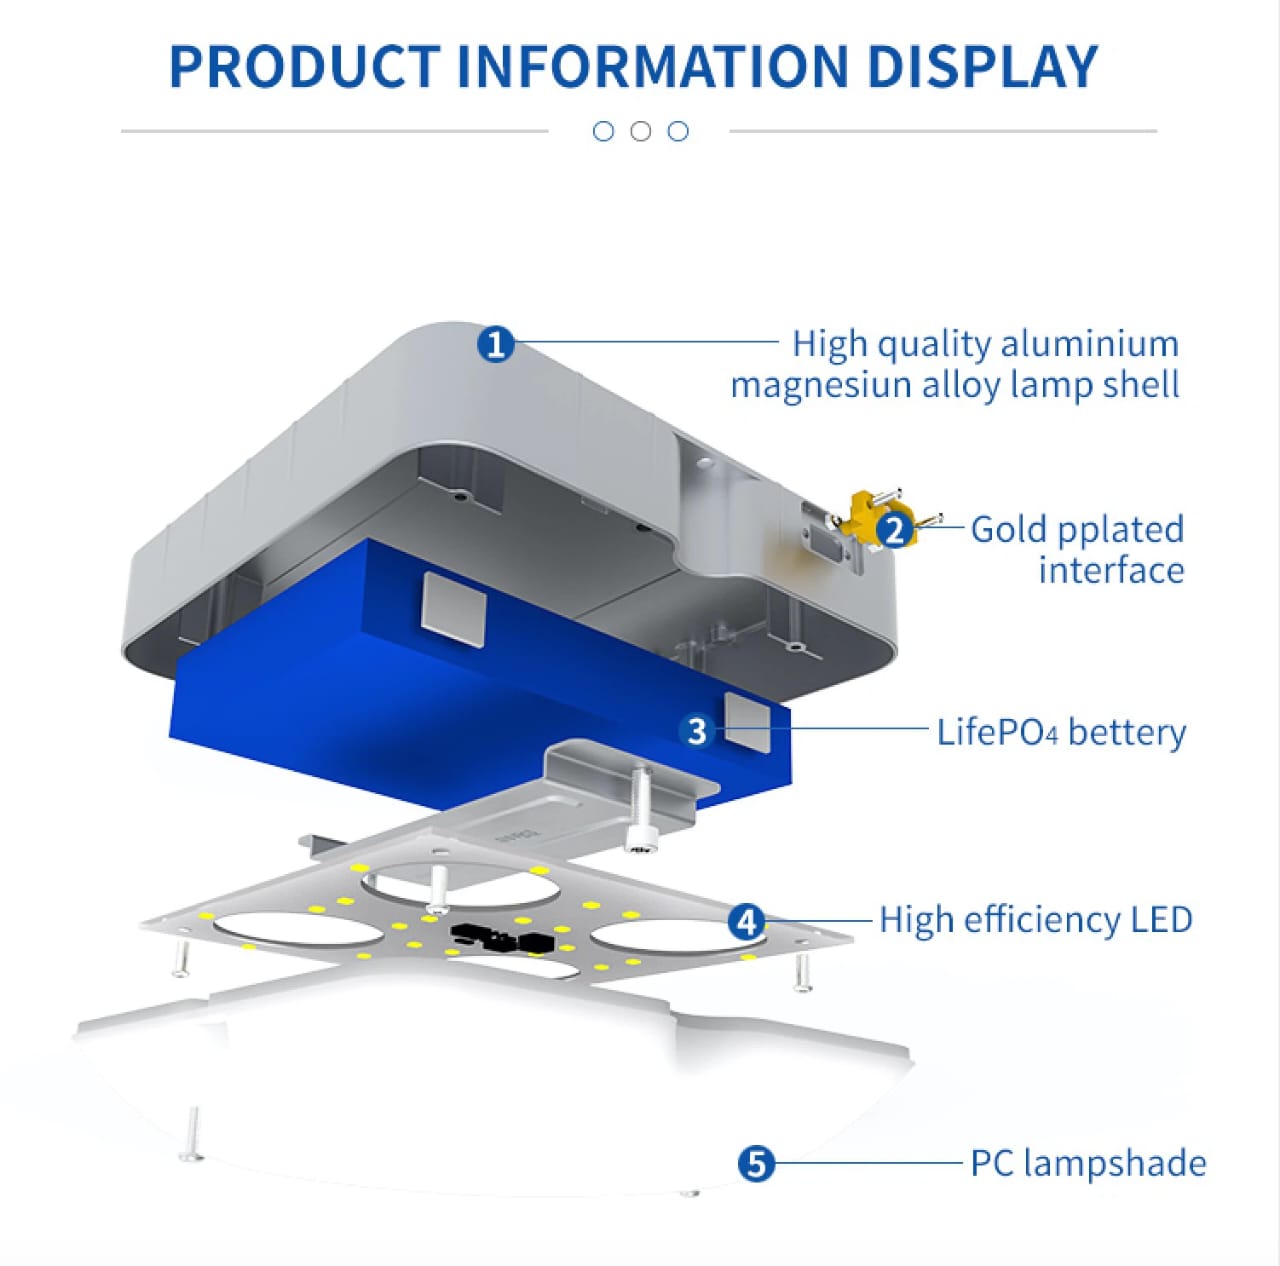 PRODUCT INFORMATION DISPLAY
1
High quality aluminium
magnesiun alloy lamp shell
2
Gold pplated
interface
3
LifePO4 bettery
4
High efficiency LED
5
PC lampshade